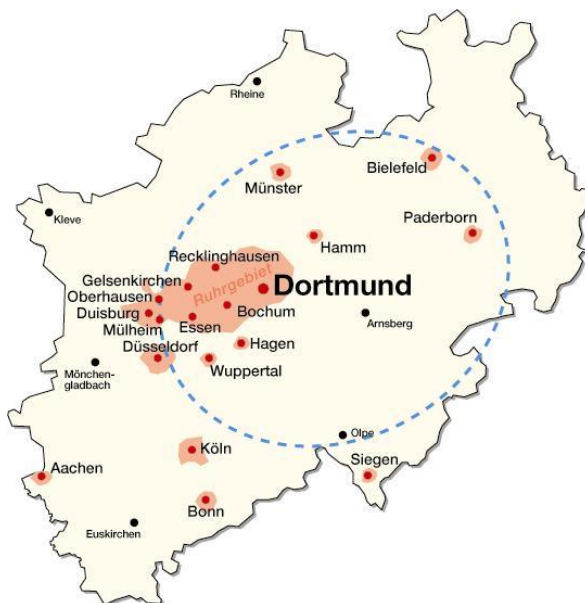 Rheine
Bielefeld
Münster
Kleve
Paderborn
Hamm
Recklinghausen
Gelsenkirchen
Ruhrgebiet
Dortmund
Oberhausen
Duisburg
Bochum
Arnsberg
Mülheim
Essen
Düsseldorf
Hagen
Wuppertal
Mönchen-
gladbach
Olpe
Köln
Siegen
Aachen
Bonn
Euskirchen